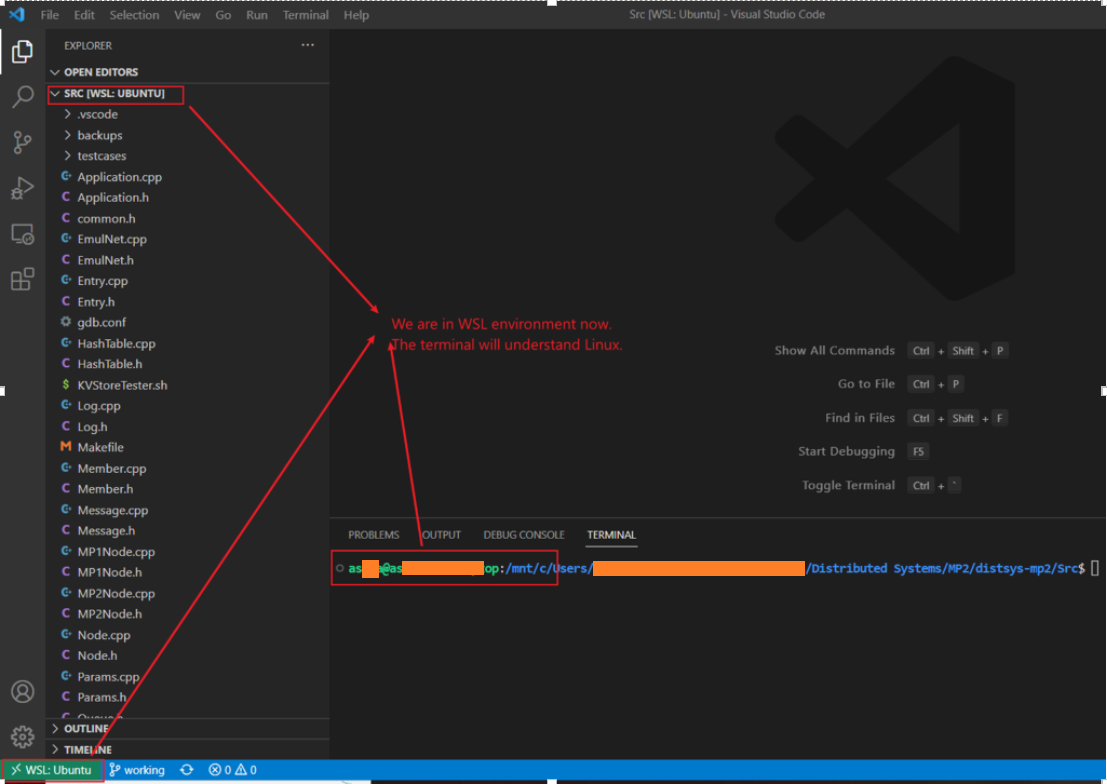 File Edit Selection View Go Run Terminal Help
Src [WSL: Ubuntu] - Visual Studio Code
EXPLORER
OPEN EDITORS
SRC [WSL: UBUNTU]
.vscode
backups
testcases
Application.cpp
Application.h
common.h
EmulNet.cpp
EmulNet.h
Entry.cpp
Entry.h
gdb.conf
HashTable.cpp
HashTable.h
KVStoreTester.sh
Log.cpp
Log.h
Makefile
Member.cpp
Member.h
Message.cpp
Message.h
MP1Node.cpp
MP1Node.h
MP2Node.cpp
MP2Node.h
Node.cpp
Node.h
Params.cpp
Params.h
Queue.h
OUTLINE
TIMELINE
We are in WSL environment now.
The terminal will understand Linux.
Show All Commands Ctrl + Shift + P
Go to File Ctrl + P
Find in Files Ctrl + Shift + F
Start Debugging F5
Toggle Terminal Ctrl + `
PROBLEMS OUTPUT DEBUG CONSOLE TERMINAL
as a@as op:/mnt/c/Users/ /Distributed Systems/MP2/distsys-mp2/Src$
WSL: Ubuntu working 0 0